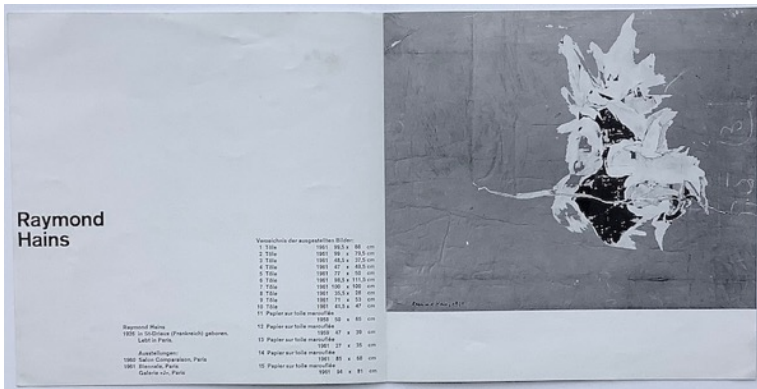 Raymond
Hains
Raymond Hains
1926 in St-Brieuc (Frankreich) geboren.
Lebt in Paris.
Ausstellungen:
1960 Salon Comparaison, Paris
1961 Biennale, Paris
Galerie «J», Paris
Verzeichnis der ausgestellten Bilder:
1 Tôle 1961 99,5 x 88 cm
2 Tôle 1961 99 x 79,5 cm
3 Tôle 1961 48,5 x 37,5 cm
4 Tôle 1961 47 x 48,5 cm
5 Tôle 1961 77 x 50 cm
6 Tôle 1961 98,5 x 111,5 cm
7 Tôle 1961 100 x 100 cm
8 Tôle 1961 35,5 x 26 cm
9 Tôle 1961 71 x 53 cm
10 Tôle 1961 61,5 x 47 cm
11 Papier sur toile marouflée
1959 50 x 65 cm
12 Papier sur toile marouflée
1959 47 x 39 cm
13 Papier sur toile marouflée
1961 27 x 35 cm
14 Papier sur toile marouflée
1961 85 x 68 cm
15 Papier sur toile marouflée
1961 94 x 81 cm